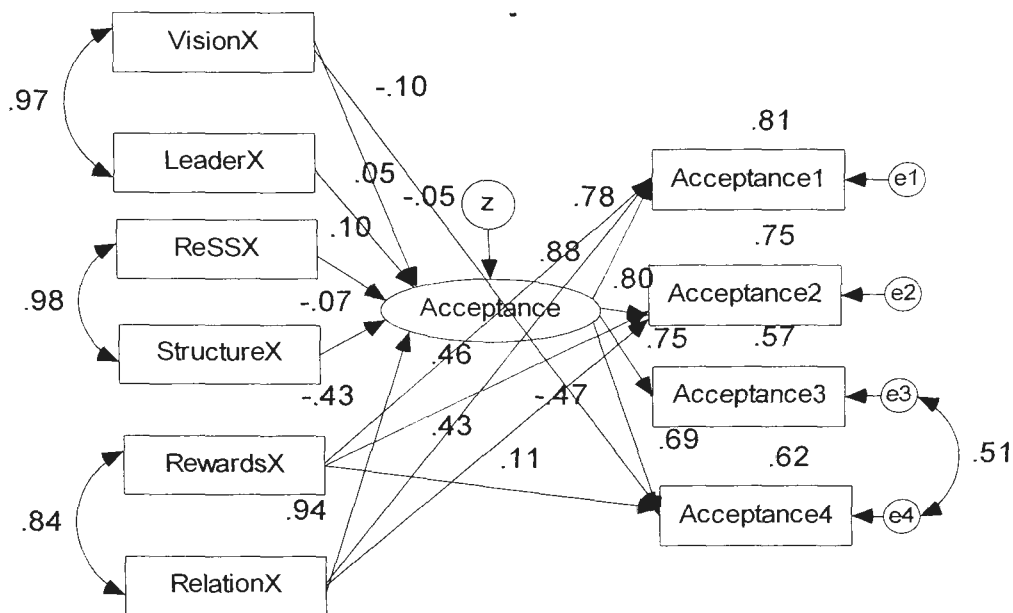 VisionX
-.10
.97
.81
LeaderX
.05
-.05
z
.78
Acceptance1
e1
.10
ReSSX
.88
.75
.98
-.07
Acceptance
.80
Acceptance2
e2
StructureX
.46
.75
.57
-.43
-.47
Acceptance3
e3
.43
.69
RewardsX
.11
.62
.51
.84
.94
Acceptance4
e4
RelationX